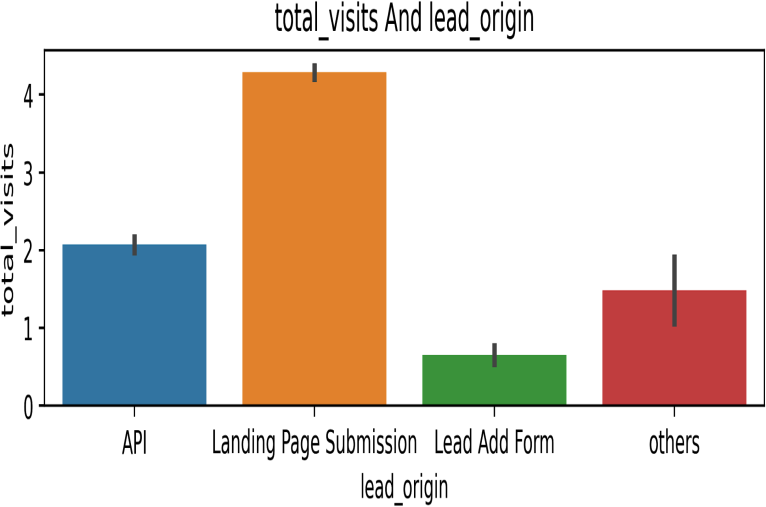 total_visits And lead_origin
total_visits
4
3
2
1
0
API Landing Page Submission Lead Add Form others
lead_origin